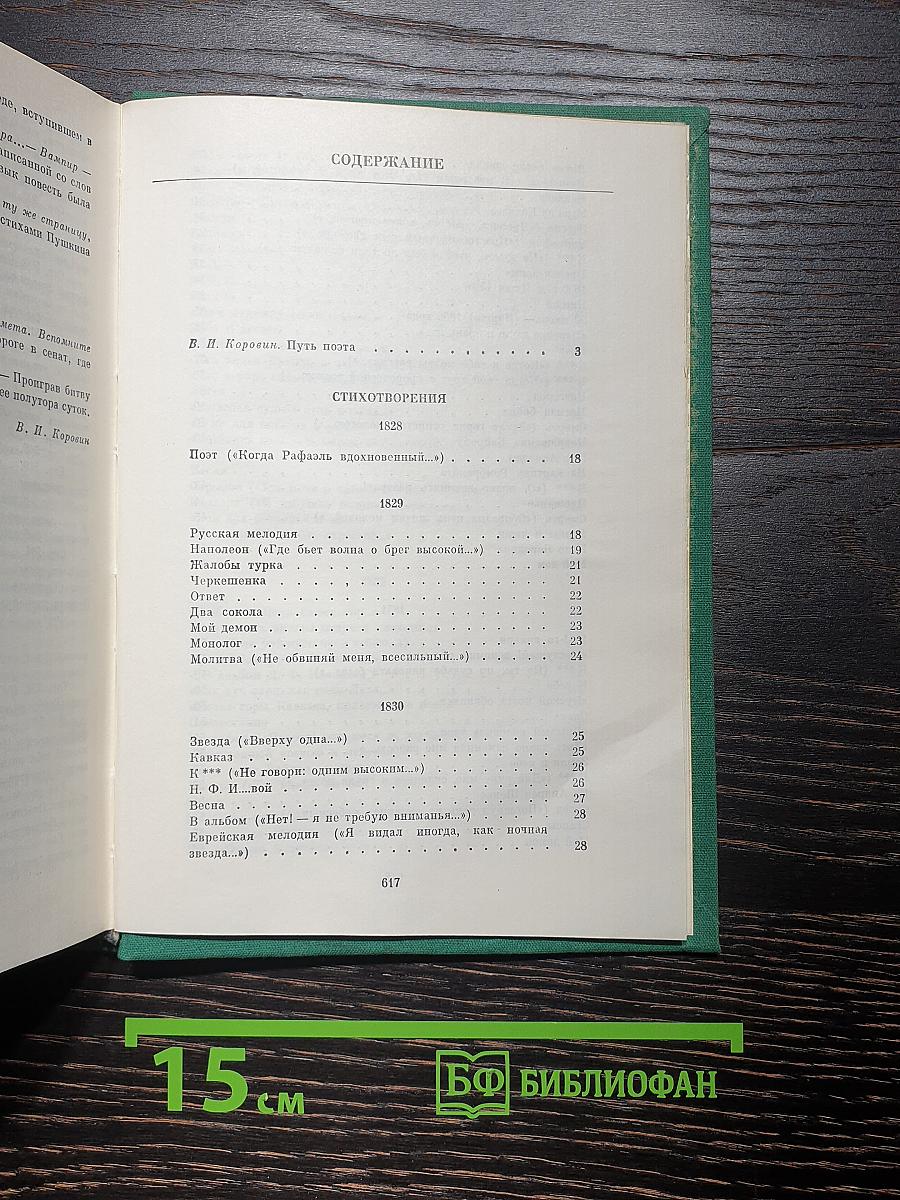 де, вступившем в
ра...— Вампир —
аписанной со слов
зык повесть была
ту же страницу,
стихами Пушкина
мета. Вспомните
ороге в сенат, где
— Проиграв битву
ее полутора суток.
В. И. Коровин
СОДЕРЖАНИЕ
В. И. Коровин. Путь поэта . . . . . . . . . . . . 3
СТИХОТВОРЕНИЯ
1828
Поэт («Когда Рафаэль вдохновенный...») . . . . . . . 18
1829
Русская мелодия . . . . . . . . . . . . . . . . 18
Наполеон («Где бьет волна о брег высокой...») . . . . 19
Жалобы турка . . . . . . . . . . . . . . . . . 21
Черкешенка . . . . . . . . . . . . . . . . . . 21
Ответ . . . . . . . . . . . . . . . . . . . . . 22
Два сокола . . . . . . . . . . . . . . . . . . 22
Мой демон . . . . . . . . . . . . . . . . . . . 23
Монолог . . . . . . . . . . . . . . . . . . . . 23
Молитва («Не обвиняй меня, всесильный...») . . . . . 24
1830
Звезда («Вверху одна...») . . . . . . . . . . . . 25
Кавказ . . . . . . . . . . . . . . . . . . . . 25
К *** («Не говори: одним высоким...») . . . . . . . . 26
Н. Ф. И....вой . . . . . . . . . . . . . . . . . 26
Весна . . . . . . . . . . . . . . . . . . . . . 27
В альбом («Нет! — я не требую вниманья...») . . . . . 28
Еврейская мелодия («Я видал иногда, как ночная
звезда...») . . . . . . . . . . . . . . . . . . 28
617
15 см
БФ БИБЛИОФАН